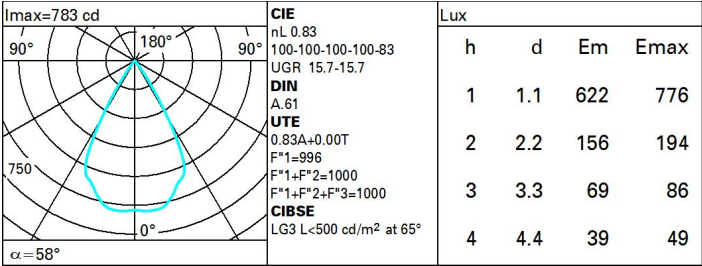 Imax=783 cd
90° 180° 90°
750
0°
α=58°
CIE
nL 0.83
100-100-100-100-83
UGR 15.7-15.7
DIN
A.61
UTE
0.83A+0.00T
F"1=996
F"1+F"2=1000
F"1+F"2+F"3=1000
CIBSE
LG3 L<500 cd/m² at 65°
Lux
h d Em Emax
1 1.1 622 776
2 2.2 156 194
3 3.3 69 86
4 4.4 39 49